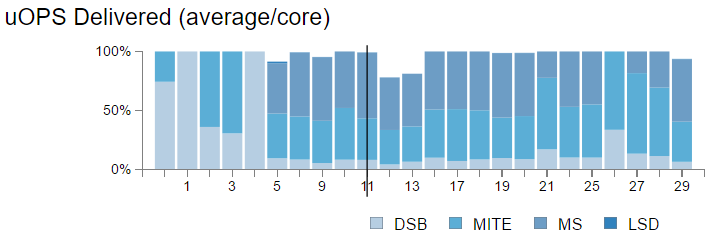 uOPS Delivered (average/core)
100%
50%
0%
1 3 5 9 11 13 15 17 19 21 25 27 29
DSB MITE MS LSD